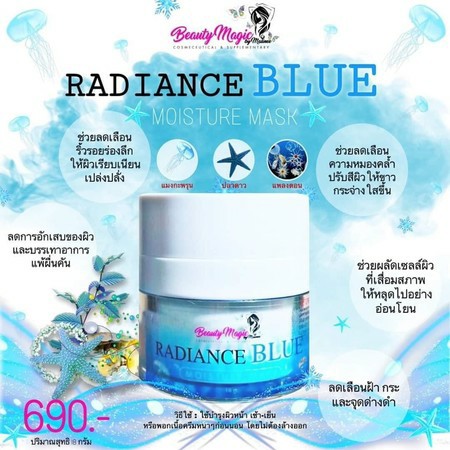 Beauty Magic
by Madame
COSMECEUTICAL & SUPPLEMENTARY
RADIANCE BLUE
MOISTURE MASK
ช่วยลดเลือน
ริ้วรอยร่องลึก
ให้ผิวเรียบเนียน
เปล่งปลั่ง
แมงกะพรุน
ปลาดาว
แพลงตอน
ช่วยลดเลือน
ความหมองคล้ำ
ปรับสีผิวให้ขาว
กระจ่างใสขึ้น
ลดการอักเสบของผิว
และบรรเทาอาการ
แพ้ผื่นคัน
ช่วยผลัดเซลล์ผิว
ที่เสื่อมสภาพ
ให้หลุดไปอย่าง
อ่อนโยน
Beauty Magic
RADIANCE BLUE
ลดเลือนฝ้า กระ
และจุดด่างดำ
690.-
ปริมาณสุทธิ 8 กรัม
วิธีใช้ : ใช้บำรุงผิวหน้า เช้า-เย็น
หรือพอกเนื้อครีมหนาๆก่อนนอน โดยไม่ต้องล้างออก